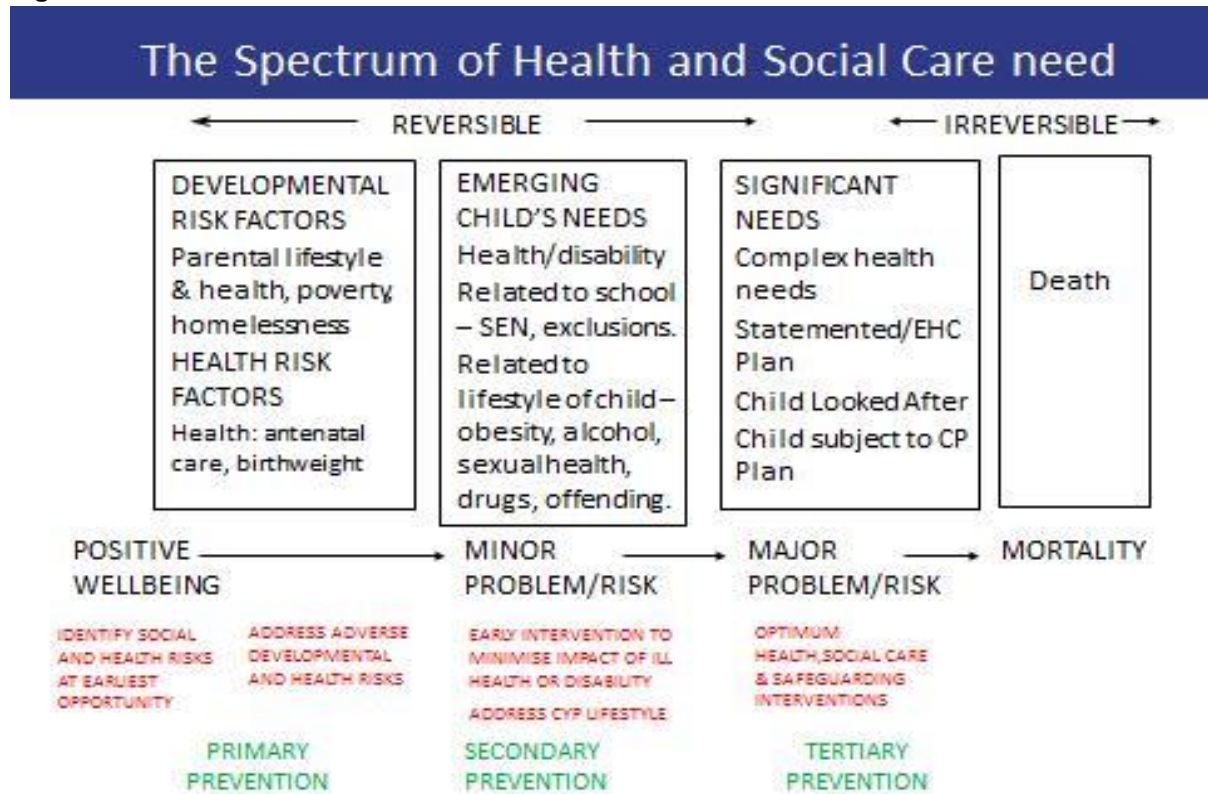 The Spectrum of Health and Social Care need
REVERSIBLE
IRREVERSIBLE
DEVELOPMENTAL
RISK FACTORS
Parental lifestyle
& health, poverty,
homelessness
HEALTH RISK
FACTORS
Health: antenatal
care, birthweight
EMERGING
CHILD'S NEEDS
Health/disability
Related to school
– SEN, exclusions.
Related to
lifestyle of child –
obesity, alcohol,
sexual health,
drugs, offending.
SIGNIFICANT
NEEDS
Complex health
needs
Statemented/EHC
Plan
Child Looked After
Child subject to CP
Plan
Death
POSITIVE
WELLBEING
MINOR
PROBLEM/RISK
MAJOR
PROBLEM/RISK
MORTALITY
IDENTIFY SOCIAL
AND HEALTH RISKS
AT EARLIEST
OPPORTUNITY
ADDRESS ADVERSE
DEVELOPMENTAL
AND HEALTH RISKS
EARLY INTERVENTION TO
MINIMISE IMPACT OF ILL
HEALTH OR DISABILITY
ADDRESS CYP LIFESTYLE
OPTIMUM
HEALTH,SOCIAL CARE
& SAFEGUARDING
INTERVENTIONS
PRIMARY
PREVENTION
SECONDARY
PREVENTION
TERTIARY
PREVENTION